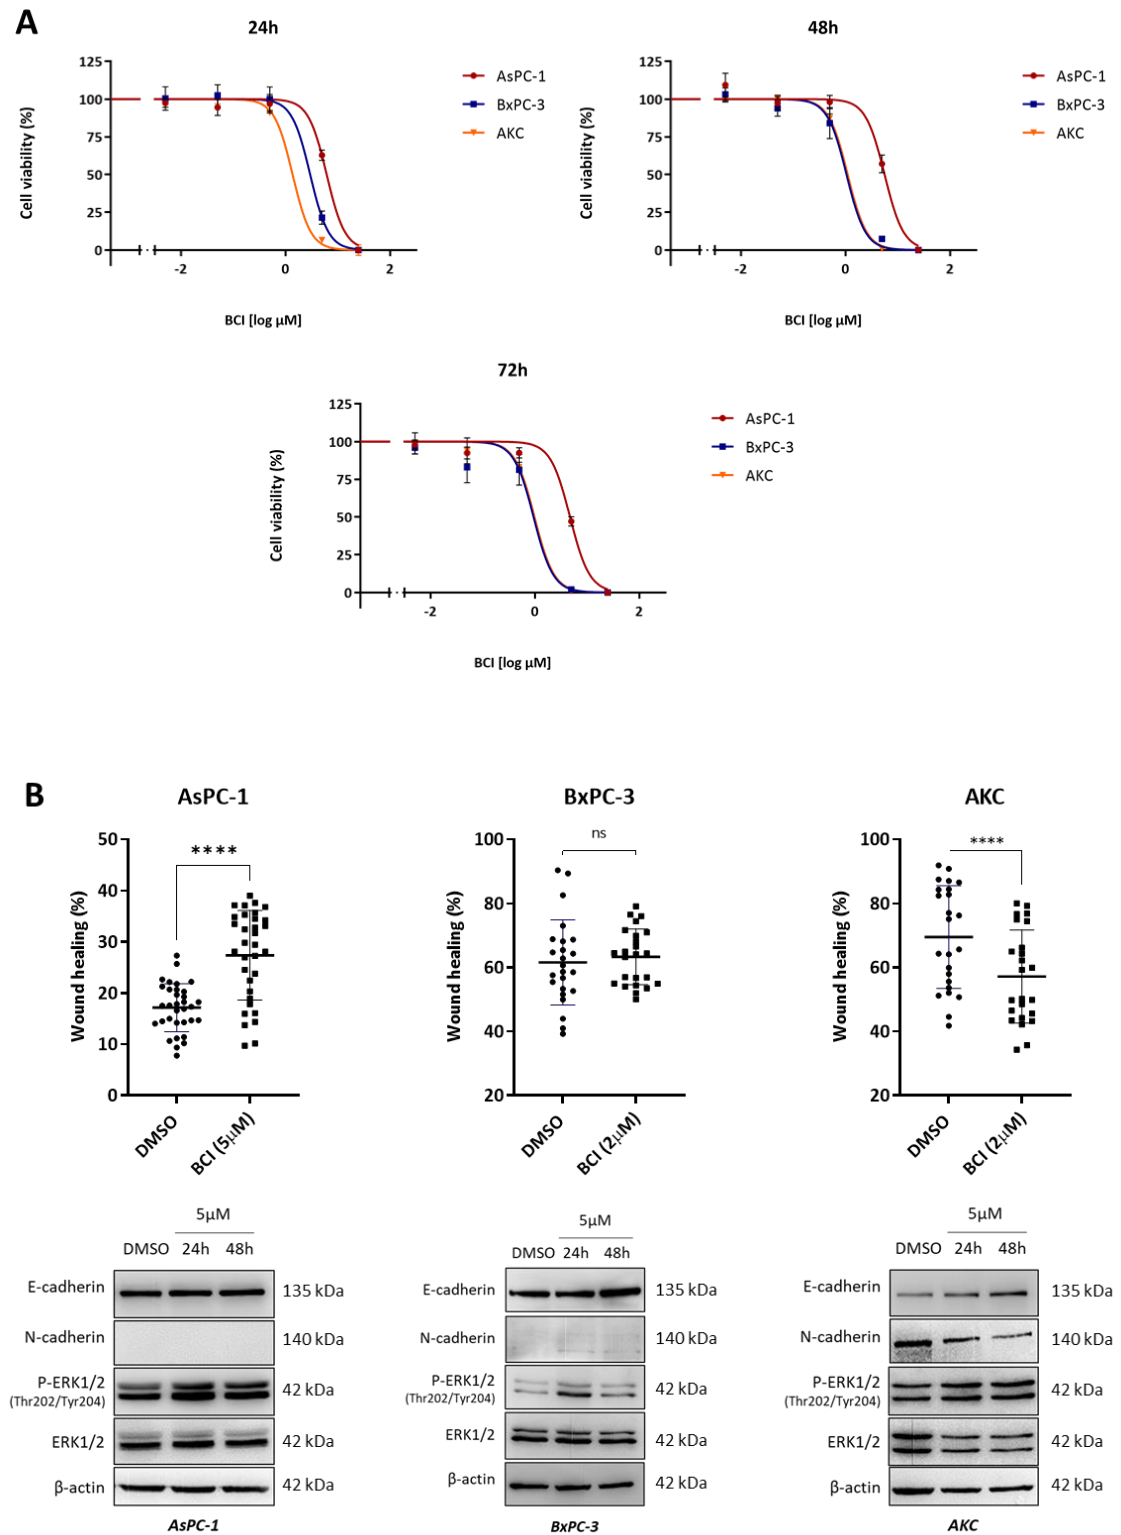 A
24h
125
100
75
50
25
0
-2
0
2
Cell viability (%)
BCI [log μM]
AsPC-1
BxPC-3
AKC
48h
125
100
75
50
25
0
-2
0
2
Cell viability (%)
BCI [log μM]
AsPC-1
BxPC-3
AKC
72h
125
100
75
50
25
0
-2
0
2
Cell viability (%)
BCI [log μM]
AsPC-1
BxPC-3
AKC
B
AsPC-1
50
40
30
20
10
0
Wound healing (%)
****
DMSO
BCI (5μM)
BxPC-3
100
80
60
40
20
Wound healing (%)
ns
DMSO
BCI (2μM)
AKC
100
80
60
40
20
Wound healing (%)
****
DMSO
BCI (2μM)
5μM
DMSO 24h 48h
E-cadherin 135 kDa
N-cadherin 140 kDa
P-ERK1/2 42 kDa
(Thr202/Tyr204)
ERK1/2 42 kDa
β-actin 42 kDa
AsPC-1
5μM
DMSO 24h 48h
E-cadherin 135 kDa
N-cadherin 140 kDa
P-ERK1/2 42 kDa
(Thr202/Tyr204)
ERK1/2 42 kDa
β-actin 42 kDa
BxPC-3
5μM
DMSO 24h 48h
E-cadherin 135 kDa
N-cadherin 140 kDa
P-ERK1/2 42 kDa
(Thr202/Tyr204)
ERK1/2 42 kDa
β-actin 42 kDa
AKC